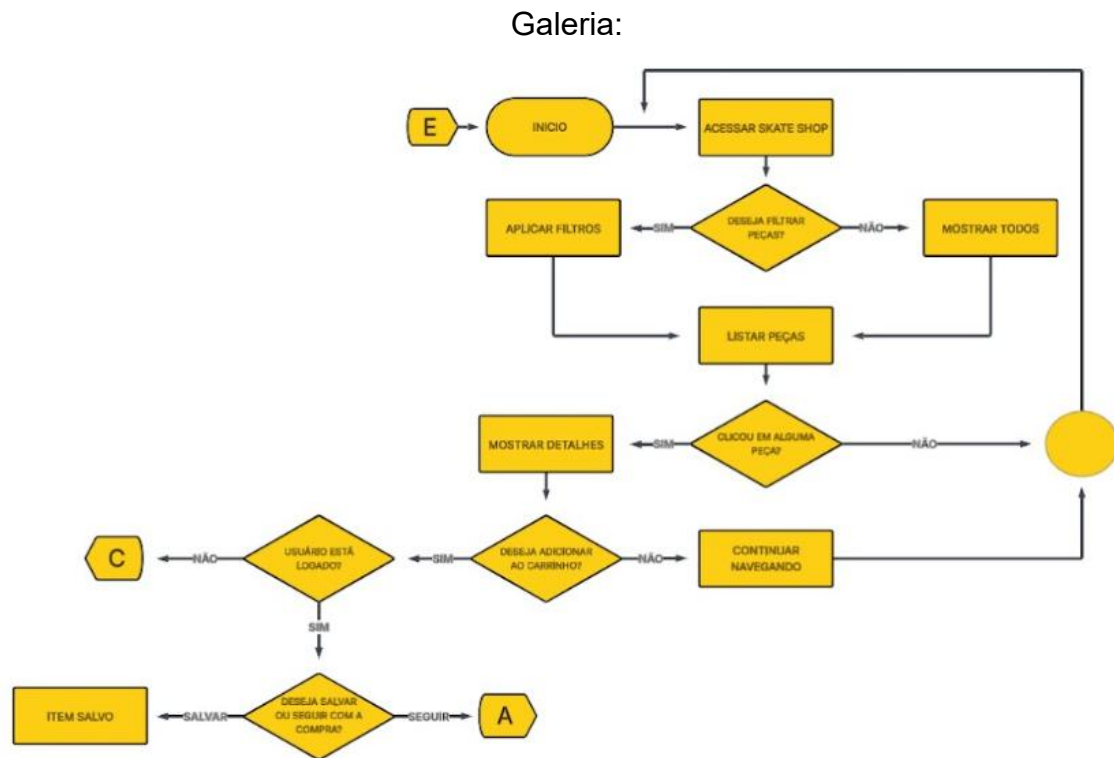 Galeria:
E
INICIO
ACESSAR SKATE SHOP
DESEJA FILTRAR
PEÇAS?
SIM
NÃO
APLICAR FILTROS
MOSTRAR TODOS
LISTAR PEÇAS
CLICOU EM ALGUMA
PEÇA?
SIM
NÃO
MOSTRAR DETALHES
DESEJA ADICIONAR
AO CARRINHO?
SIM
NÃO
CONTINUAR
NAVEGANDO
USUÁRIO ESTÁ
LOGADO?
NÃO
C
SIM
DESEJA SALVAR
OU SEGUIR COM A
COMPRA?
SALVAR
ITEM SALVO
SEGUIR
A